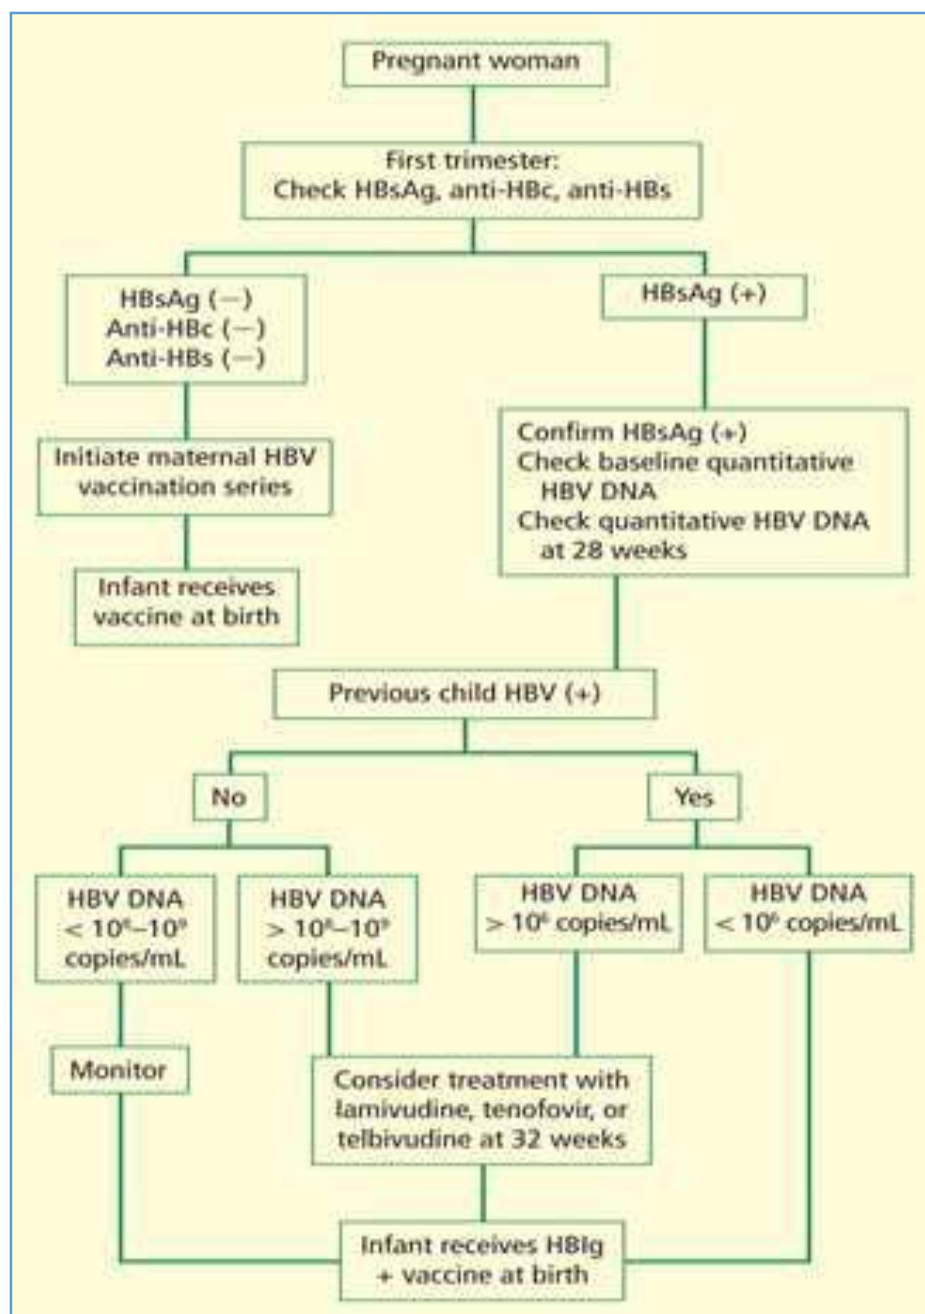 Pregnant woman
First trimester:
Check HBsAg, anti-HBc, anti-HBs
HBsAg (—)
Anti-HBc (—)
Anti-HBs (—)
HBsAg (+)
Initiate maternal HBV
vaccination series
Confirm HBsAg (+)
Check baseline quantitative
HBV DNA
Check quantitative HBV DNA
at 28 weeks
Infant receives
vaccine at birth
Previous child HBV (+)
No
Yes
HBV DNA
< 10⁸–10⁹
copies/mL
HBV DNA
> 10⁸–10⁹
copies/mL
HBV DNA
> 10⁶ copies/mL
HBV DNA
< 10⁶ copies/mL
Monitor
Consider treatment with
lamivudine, tenofovir, or
telbivudine at 32 weeks
Infant receives HBIg
+ vaccine at birth